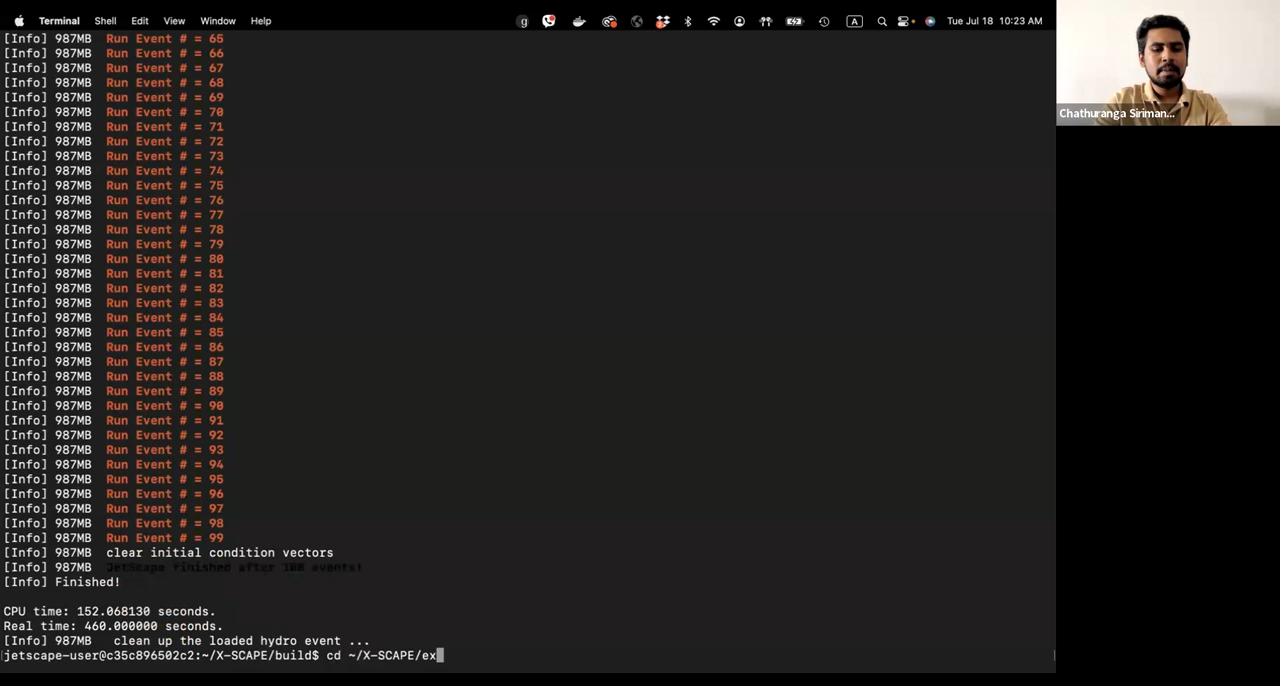 Terminal Shell Edit View Window Help Tue Jul 18 10:23 AM
[Info] 987MB Run Event # = 65
[Info] 987MB Run Event # = 66
[Info] 987MB Run Event # = 67
[Info] 987MB Run Event # = 68
[Info] 987MB Run Event # = 69
[Info] 987MB Run Event # = 70
[Info] 987MB Run Event # = 71
[Info] 987MB Run Event # = 72
[Info] 987MB Run Event # = 73
[Info] 987MB Run Event # = 74
[Info] 987MB Run Event # = 75
[Info] 987MB Run Event # = 76
[Info] 987MB Run Event # = 77
[Info] 987MB Run Event # = 78
[Info] 987MB Run Event # = 79
[Info] 987MB Run Event # = 80
[Info] 987MB Run Event # = 81
[Info] 987MB Run Event # = 82
[Info] 987MB Run Event # = 83
[Info] 987MB Run Event # = 84
[Info] 987MB Run Event # = 85
[Info] 987MB Run Event # = 86
[Info] 987MB Run Event # = 87
[Info] 987MB Run Event # = 88
[Info] 987MB Run Event # = 89
[Info] 987MB Run Event # = 90
[Info] 987MB Run Event # = 91
[Info] 987MB Run Event # = 92
[Info] 987MB Run Event # = 93
[Info] 987MB Run Event # = 94
[Info] 987MB Run Event # = 95
[Info] 987MB Run Event # = 96
[Info] 987MB Run Event # = 97
[Info] 987MB Run Event # = 98
[Info] 987MB Run Event # = 99
[Info] 987MB clear initial condition vectors
[Info] 987MB JetScape finished after 100 events!
[Info] Finished!
CPU time: 152.068130 seconds.
Real time: 460.000000 seconds.
[Info] 987MB clean up the loaded hydro event ...
jetscape-user@c35c896502c2:~/X-SCAPE/build$ cd ~/X-SCAPE/ex
Chathuranga Siriman...